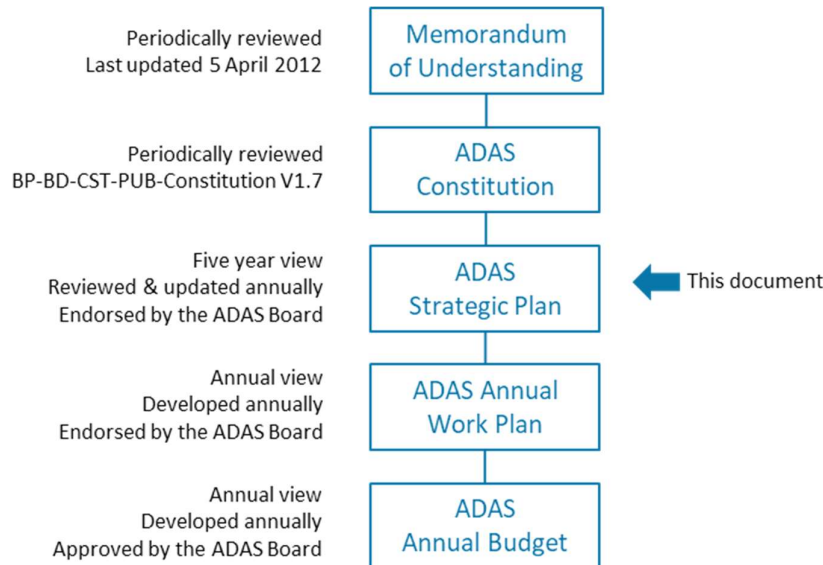 Periodically reviewed
Last updated 5 April 2012
Memorandum
of Understanding
Periodically reviewed
BP-BD-CST-PUB-Constitution V1.7
ADAS
Constitution
Five year view
Reviewed & updated annually
Endorsed by the ADAS Board
ADAS
Strategic Plan
This document
Annual view
Developed annually
Endorsed by the ADAS Board
ADAS Annual
Work Plan
Annual view
Developed annually
Approved by the ADAS Board
ADAS
Annual Budget